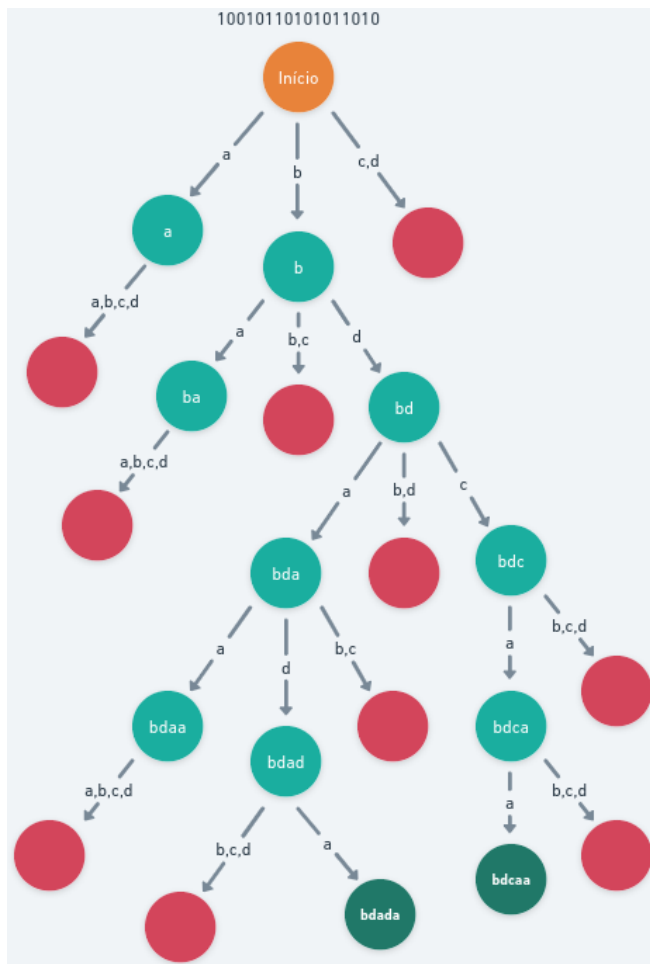 10010110101011010
Início
a
b
c,d
a
b
a,b,c,d
a
b,c
d
ba
bd
a,b,c,d
a
b,d
c
bda
bdc
a
d
b,c
a
b,c,d
bdaa
bdad
bdca
a,b,c,d
b,c,d
a
a
b,c,d
bdada
bdcaa